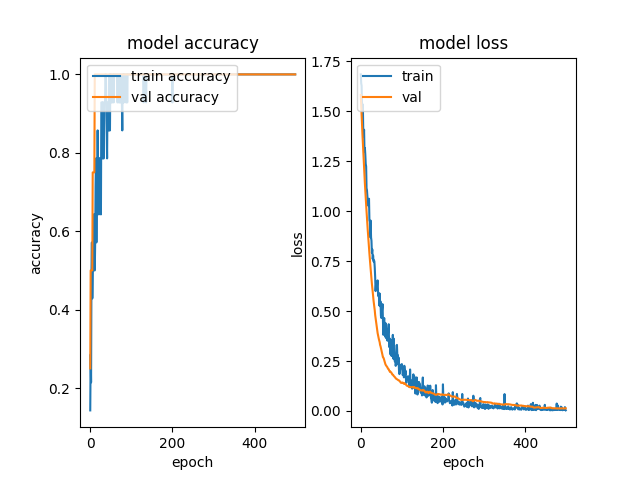 model accuracy
train accuracy
val accuracy
1.0
0.8
0.6
0.4
0.2
accuracy
0
200
400
epoch
model loss
train
val
1.75
1.50
1.25
1.00
0.75
0.50
0.25
0.00
loss
0
200
400
epoch